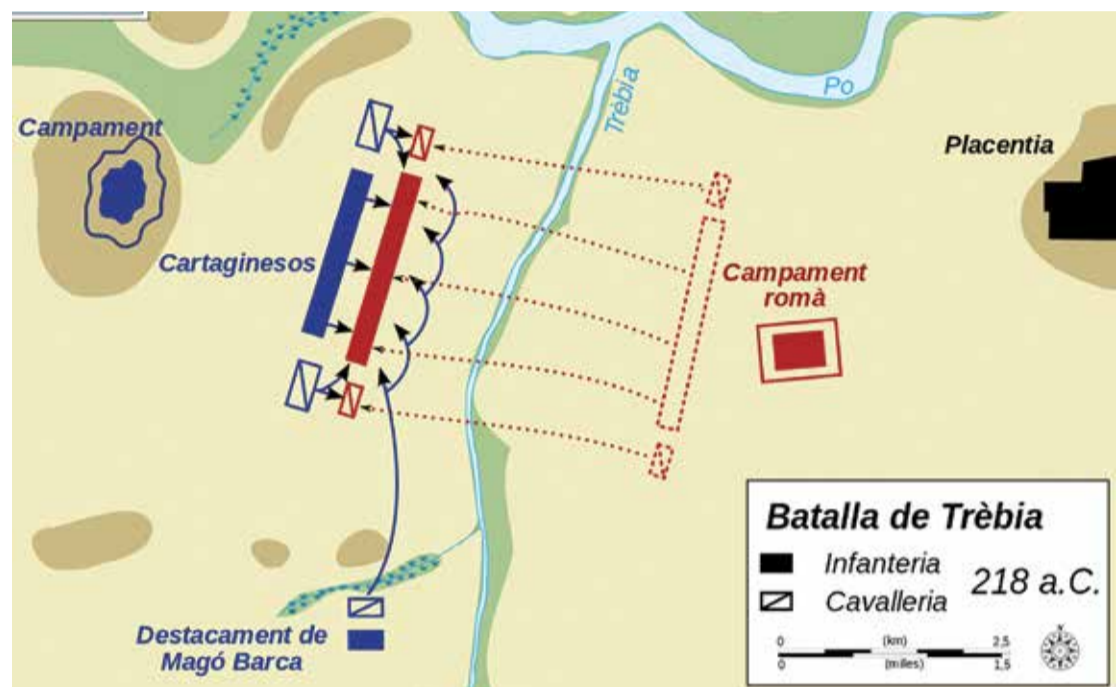 Campament
Trèbia
Po
Placentia
Cartaginesos
Campament
romà
Destacament de
Magó Barca
Batalla de Trèbia
Infanteria
Cavalleria
218 a.C.
N
0 (km) 2,5
0 (milles) 1,5